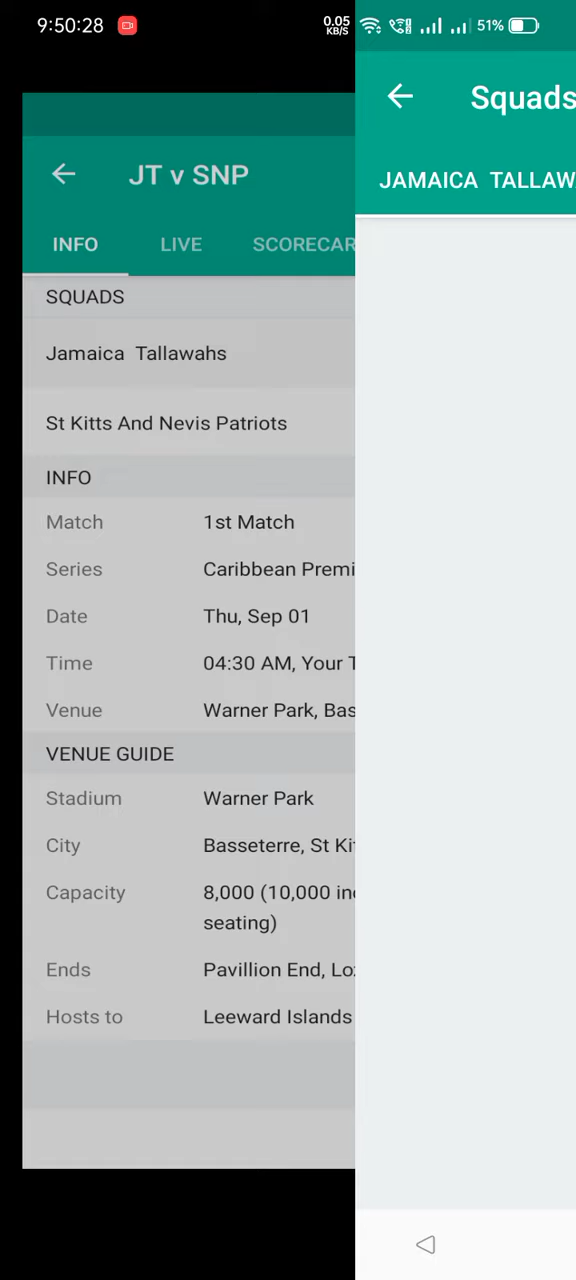 9:50:28
0.05 KB/S
51%
Squads
JAMAICA TALLAW
JT v SNP
INFO LIVE SCORECAR
SQUADS
Jamaica Tallawahs
St Kitts And Nevis Patriots
INFO
Match 1st Match
Series Caribbean Premi
Date Thu, Sep 01
Time 04:30 AM, Your T
Venue Warner Park, Bas
VENUE GUIDE
Stadium Warner Park
City Basseterre, St Ki
Capacity 8,000 (10,000 in
seating)
Ends Pavillion End, Lo
Hosts to Leeward Islands